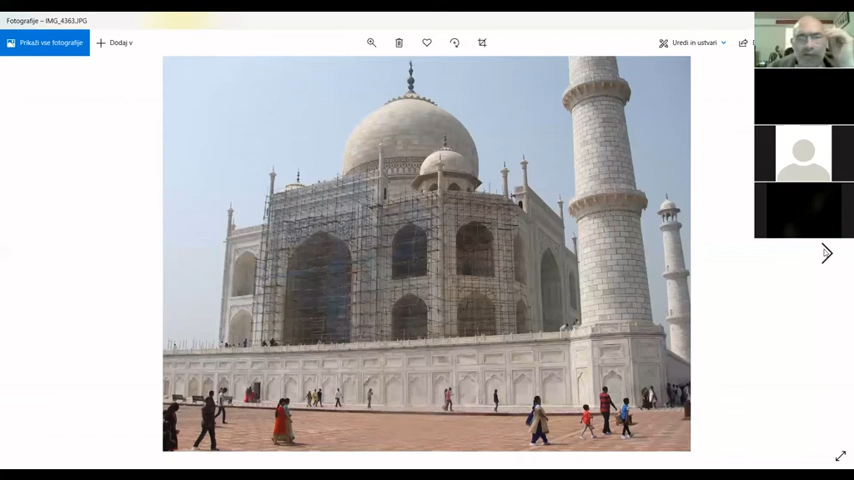 Fotografije – IMG_4363.JPG
Prikaži vse fotografije
Dodaj v
Uredi in ustvari